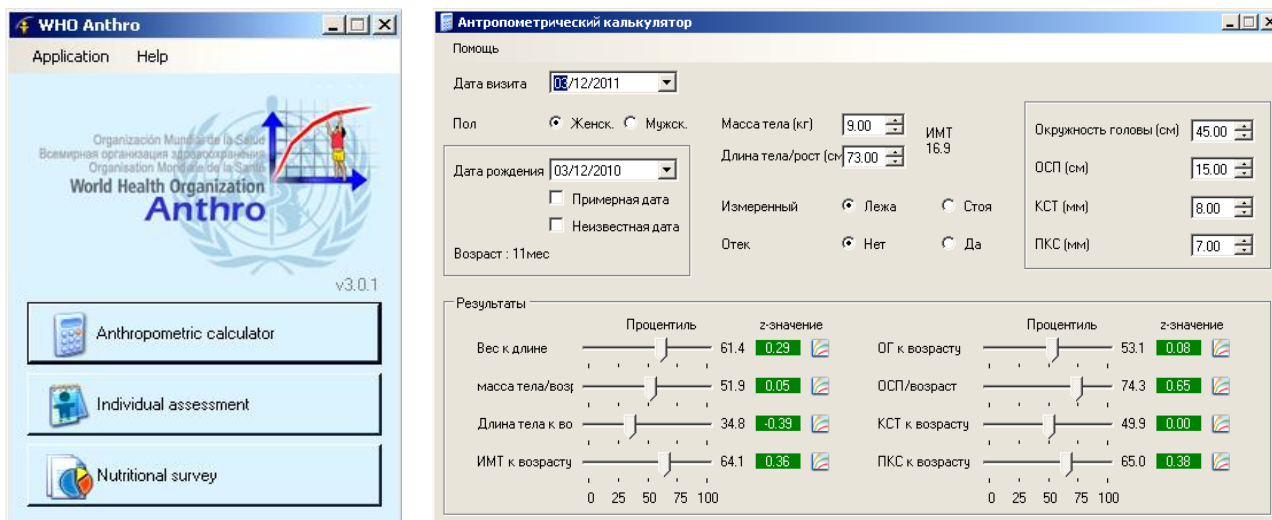 WHO Anthro
Application Help
Organización Mundial de la Salud
Всемирная организация здравоохранения
Organisation Mondiale de la Santé
World Health Organization
Anthro
v3.0.1
Anthropometric calculator
Individual assessment
Nutritional survey
Антропометрический калькулятор
Помощь
Дата визита 03/12/2011
Пол Женск. Мужск.
Дата рождения 03/12/2010
Примерная дата
Неизвестная дата
Возраст : 11мес
Масса тела (кг) 9.00
Длина тела/рост (см 73.00
ИМТ
16.9
Измеренный Лежа Стоя
Отек Нет Да
Окружность головы (см) 45.00
ОСП (см) 15.00
КСТ (мм) 8.00
ПКС (мм) 7.00
Результаты
Процентиль z-значение
Вес к длине 61.4 0.29
масса тела/возр 51.9 0.05
Длина тела к во 34.8 -0.39
ИМТ к возрасту 64.1 0.36
0 25 50 75 100
Процентиль z-значение
ОГ к возрасту 53.1 0.08
ОСП/возраст 74.3 0.65
КСТ к возрасту 49.9 0.00
ПКС к возрасту 65.0 0.38
0 25 50 75 100